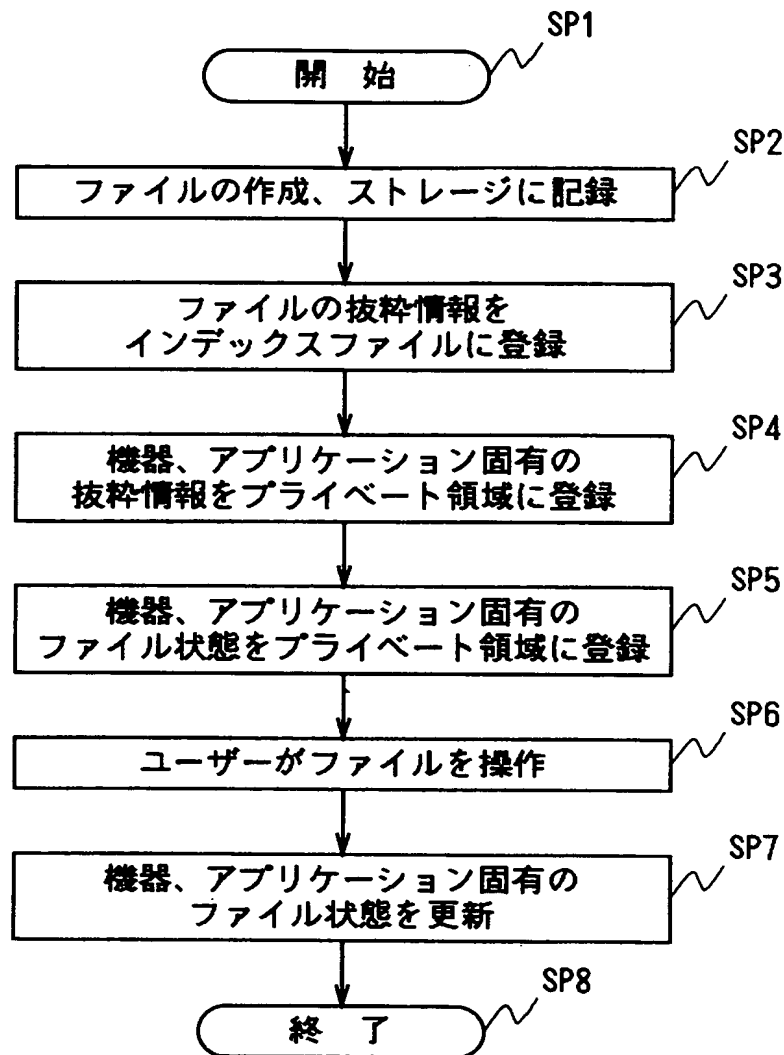 SP1
開 始
SP2
ファイルの作成、ストレージに記録
SP3
ファイルの抜粋情報を
インデックスファイルに登録
SP4
機器、アプリケーション固有の
抜粋情報をプライベート領域に登録
SP5
機器、アプリケーション固有の
ファイル状態をプライベート領域に登録
SP6
ユーザーがファイルを操作
SP7
機器、アプリケーション固有の
ファイル状態を更新
SP8
終 了